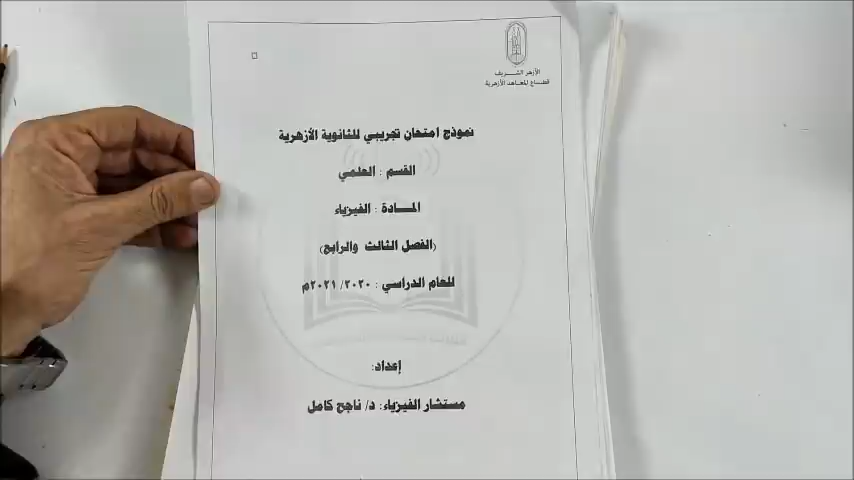 الأزهر الشريف
قطاع المعاهد الأزهرية
نموذج امتحان تجريبي للثانوية الأزهرية
القسم : العلمي
المــادة : الفيزياء
(الفصل الثالث والرابع)
للعام الدراسي : ٢٠٢٠/ ٢٠٢١م
إعداد:
مستشار الفيزياء: د/ ناجح كامل